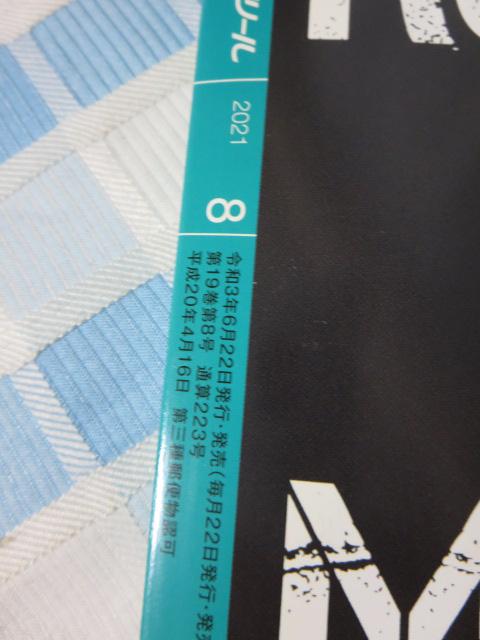 リール
2021
8
令和3年6月22日発行・発売(毎月22日発行・発
第19巻第8号 通算223号
平成20年4月16日 第三種郵便物認可
M